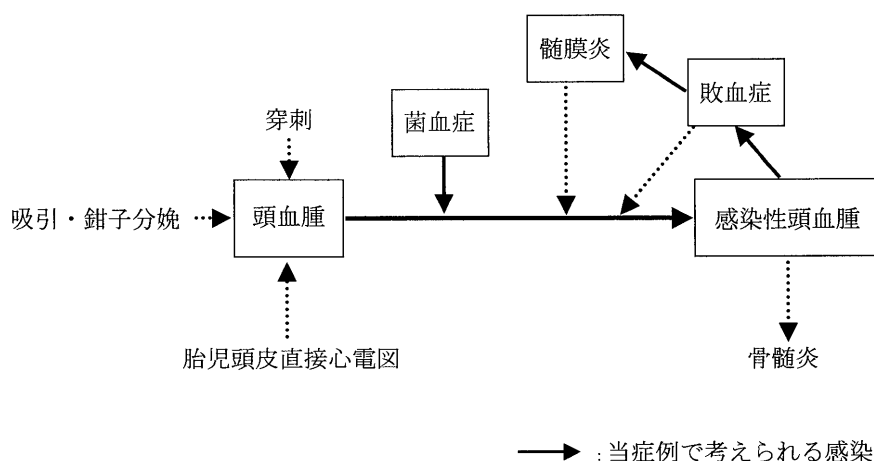 髄膜炎
敗血症
菌血症
穿刺
吸引・鉗子分娩
頭血腫
感染性頭血腫
胎児頭皮直接心電図
骨髄炎
:当症例で考えられる感染